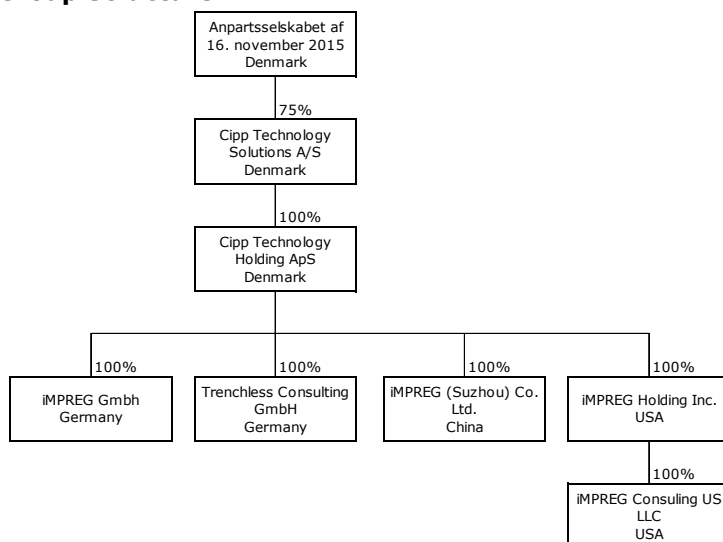 Anpartsselskabet af
16. november 2015
Denmark
75%
Cipp Technology
Solutions A/S
Denmark
100%
Cipp Technology
Holding ApS
Denmark
100%
100%
100%
100%
iMPREG Gmbh
Germany
Trenchless Consulting
GmbH
Germany
iMPREG (Suzhou) Co.
Ltd.
China
iMPREG Holding Inc.
USA
100%
iMPREG Consuling US
LLC
USA